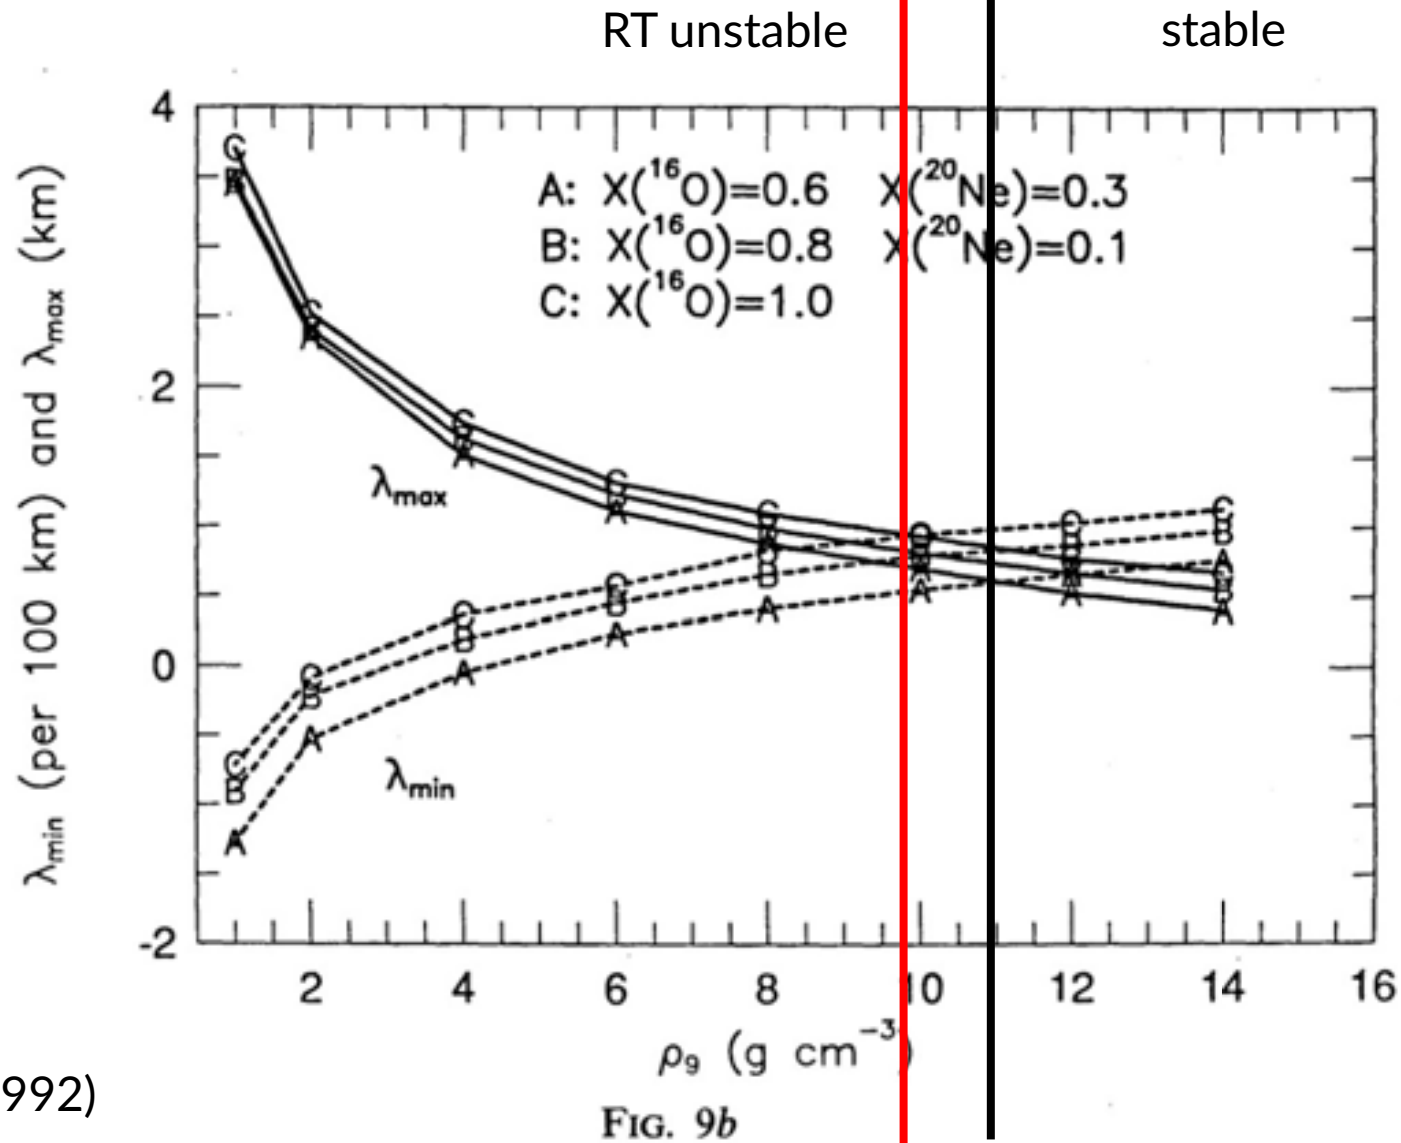 RT unstable stable
4
A: X(¹⁶O)=0.6 X(²⁰Ne)=0.3
B: X(¹⁶O)=0.8 X(²⁰Ne)=0.1
C: X(¹⁶O)=1.0
2
λmax
0
λmin
-2
2 4 6 8 10 12 14 16
ρ₉ (g cm⁻³)
λmin (per 100 km) and λmax (km)
C B A
C B A
C B A
C B A
C B A
C B A
C B A
C B A
992)
FIG. 9b